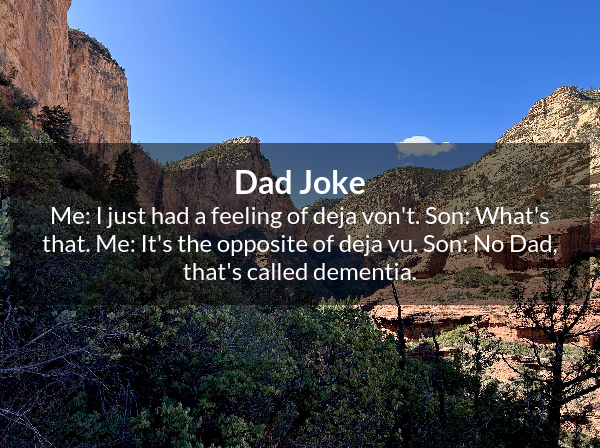 Dad Joke
Me: I just had a feeling of deja von't. Son: What's
that. Me: It's the opposite of deja vu. Son: No Dad,
that's called dementia.